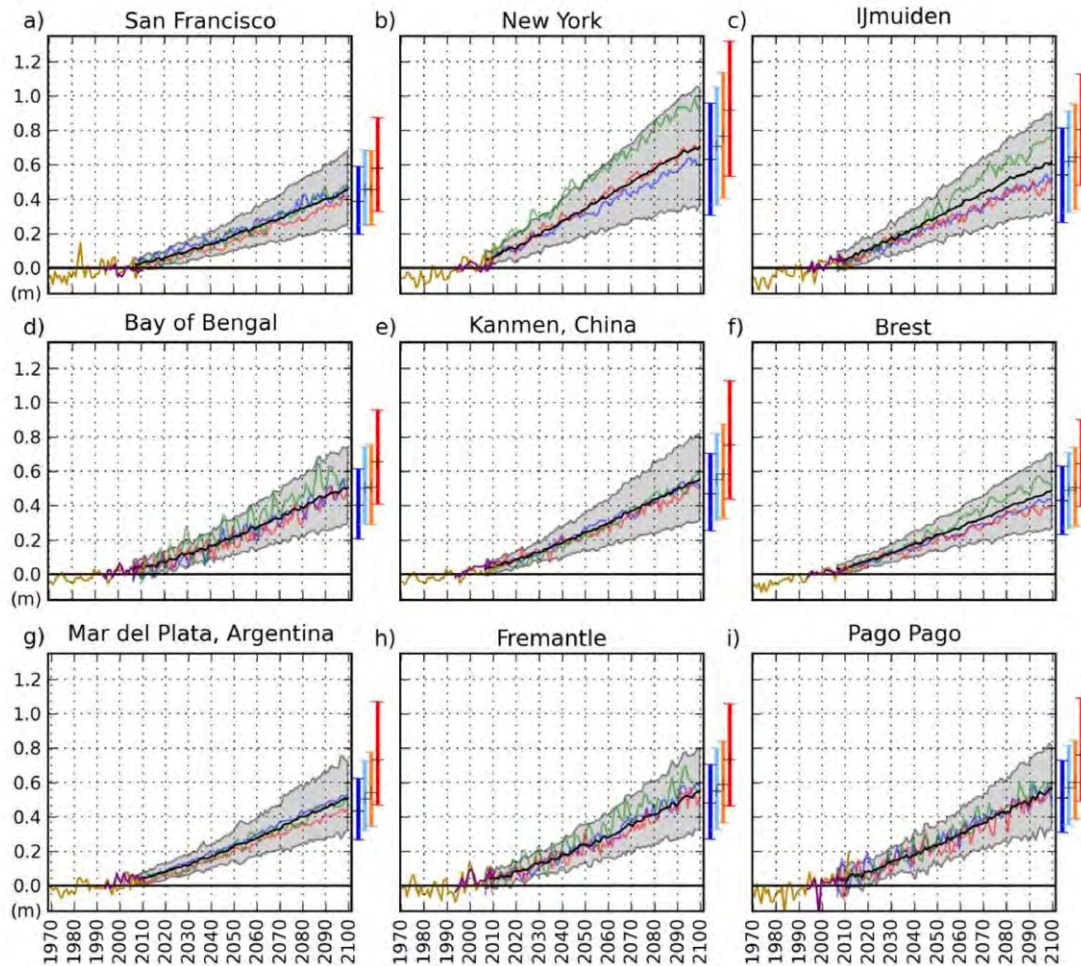 a) San Francisco
b) New York
c) IJmuiden
1.2
1.0
0.8
0.6
0.4
0.2
0.0
(m)
d) Bay of Bengal
e) Kanmen, China
f) Brest
1.2
1.0
0.8
0.6
0.4
0.2
0.0
(m)
g) Mar del Plata, Argentina
h) Fremantle
i) Pago Pago
1.2
1.0
0.8
0.6
0.4
0.2
0.0
(m)
1970 1980 1990 2000 2010 2020 2030 2040 2050 2060 2070 2080 2090 2100
1970 1980 1990 2000 2010 2020 2030 2040 2050 2060 2070 2080 2090 2100
1970 1980 1990 2000 2010 2020 2030 2040 2050 2060 2070 2080 2090 2100